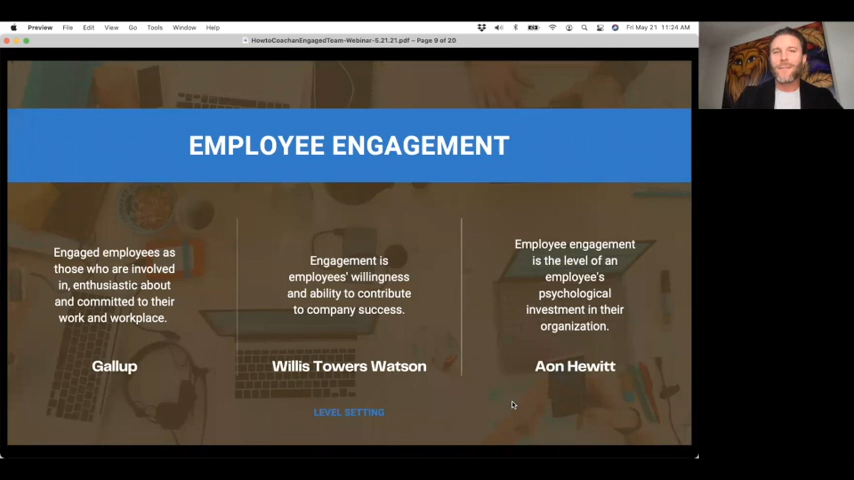 Preview File Edit View Go Tools Window Help Fri May 21 11:24 AM
HowtoCoachanEngagedTeam-Webinar-5.21.21.pdf – Page 9 of 20
EMPLOYEE ENGAGEMENT
Engaged employees as
those who are involved
in, enthusiastic about
and committed to their
work and workplace.
Gallup
Engagement is
employees' willingness
and ability to contribute
to company success.
Willis Towers Watson
Employee engagement
is the level of an
employee's
psychological
investment in their
organization.
Aon Hewitt
LEVEL SETTING